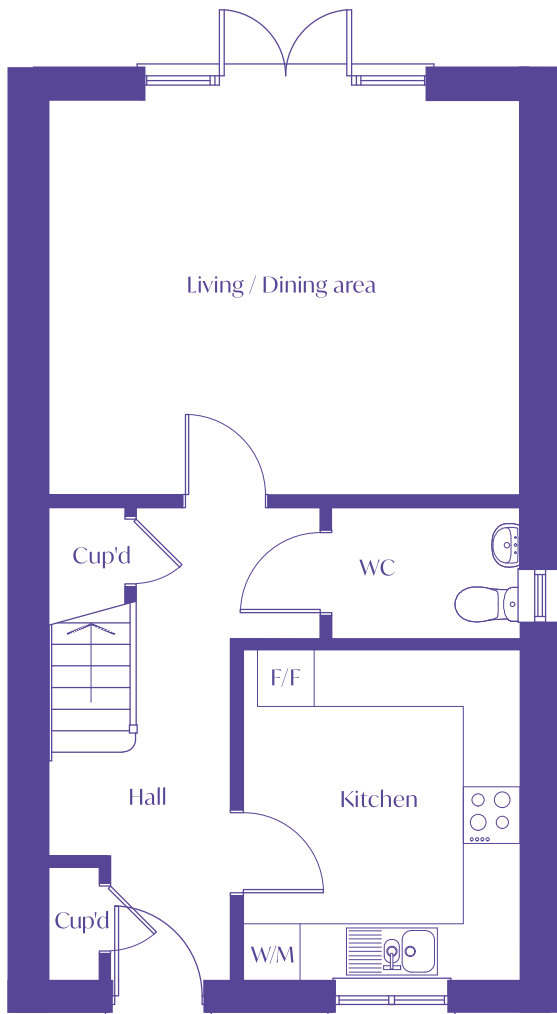 Living / Dining area
Cup'd
WC
F/F
Hall
Kitchen
Cup'd
W/M